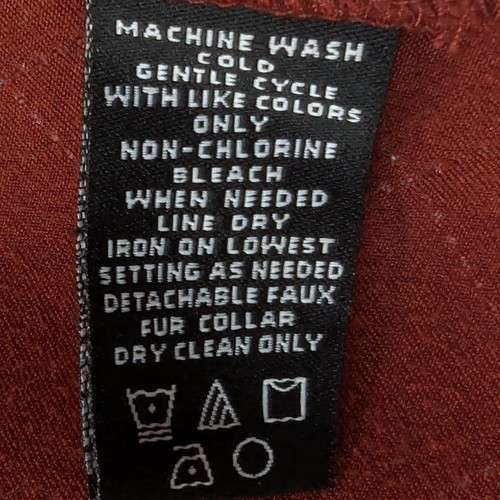 MACHINE WASH
COLD
GENTLE CYCLE
WITH LIKE COLORS
ONLY
NON-CHLORINE
BLEACH
WHEN NEEDED
LINE DRY
IRON ON LOWEST
SETTING AS NEEDED
DETACHABLE FAUX
FUR COLLAR
DRY CLEAN ONLY